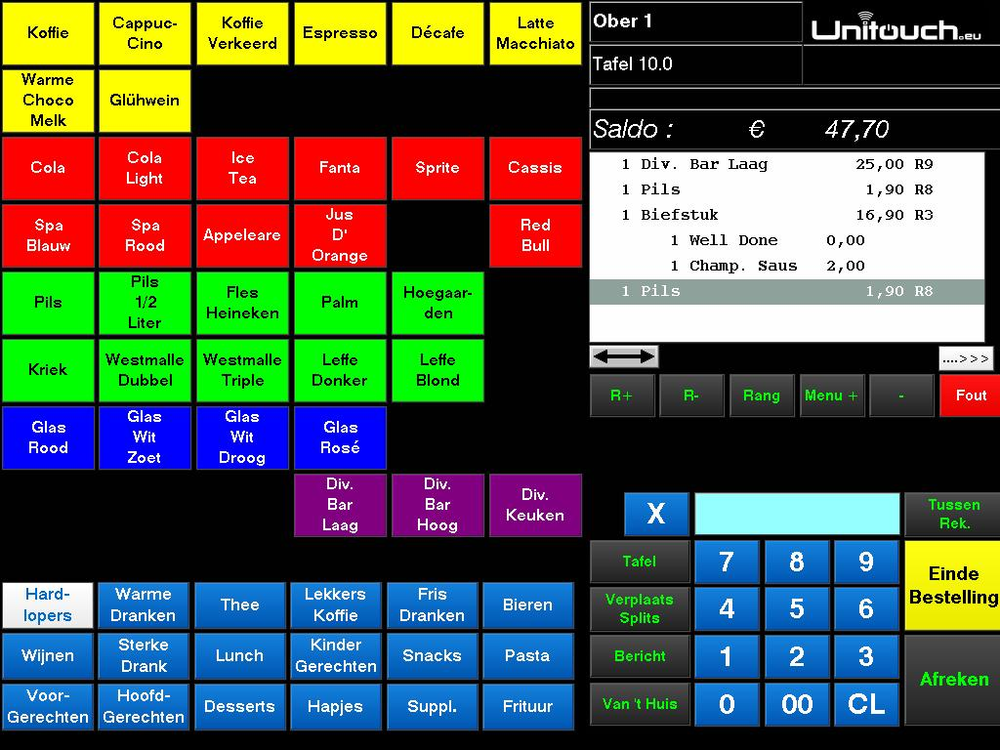 Koffie
Cappuc-
Cino
Koffie
Verkeerd
Espresso
Décafe
Latte
Macchiato
Warme
Choco
Melk
Glühwein
Cola
Cola
Light
Ice
Tea
Fanta
Sprite
Cassis
Spa
Blauw
Spa
Rood
Appeleare
Jus
D'
Orange
Red
Bull
Pils
Pils
1/2
Liter
Fles
Heineken
Palm
Hoegaar-
den
Kriek
Westmalle
Dubbel
Westmalle
Triple
Leffe
Donker
Leffe
Blond
Glas
Rood
Glas
Wit
Zoet
Glas
Wit
Droog
Glas
Rosé
Div.
Bar
Laag
Div.
Bar
Hoog
Div.
Keuken
Hard-
lopers
Warme
Dranken
Thee
Lekkers
Koffie
Fris
Dranken
Bieren
Wijnen
Sterke
Drank
Lunch
Kinder
Gerechten
Snacks
Pasta
Voor-
Gerechten
Hoofd-
Gerechten
Desserts
Hapjes
Suppl.
Frituur
Ober 1
Unitouch.eu
Tafel 10.0
Saldo : € 47,70
1 Div. Bar Laag 25,00 R9
1 Pils 1,90 R8
1 Biefstuk 16,90 R3
1 Well Done 0,00
1 Champ. Saus 2,00
1 Pils 1,90 R8
....>>>
R+
R-
Rang
Menu +
-
Fout
X
Tussen
Rek.
Tafel
7
8
9
Einde
Bestelling
Verplaats
Splits
4
5
6
Bericht
1
2
3
Afreken
Van 't Huis
0
00
CL